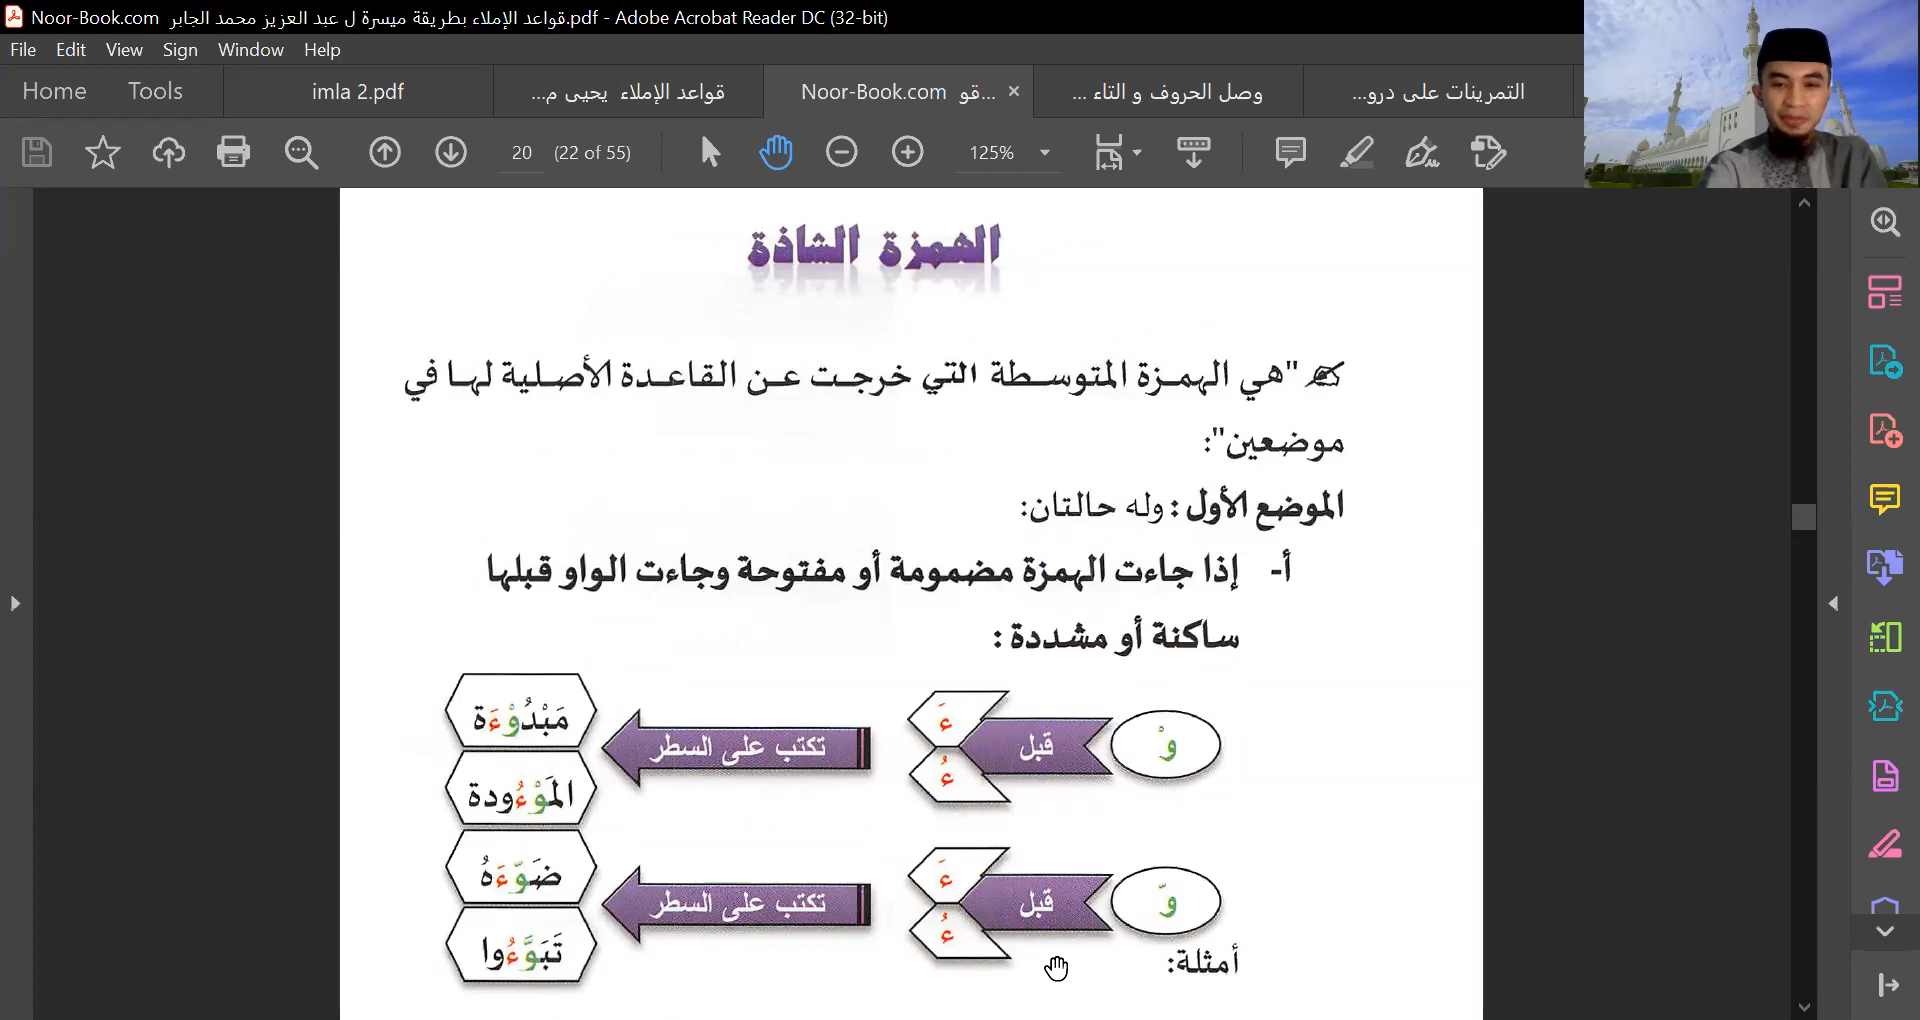 Noor-Book.com قواعد الإملاء بطريقة ميسرة ل عبد العزيز محمد الجابر.pdf - Adobe Acrobat Reader DC (32-bit)
File Edit View Sign Window Help
Home Tools imla 2.pdf قواعد الإملاء يحيى م... Noor-Book.com قو... وصل الحروف و التاء ... التمرينات على درو...
20 (22 of 55) 125%
الهمزة الشاذة
"هي الهمزة المتوسطة التي خرجت عن القاعدة الأصلية لها في
موضعين":
الموضع الأول: وله حالتان:
أ- إذا جاءت الهمزة مضمومة أو مفتوحة وجاءت الواو قبلها
ساكنة أو مشددة:
وْ قبل ءَ ءُ تكتب على السطر مَبْدُوْءَة
المَوْءُودة
وّ قبل ءَ ءُ تكتب على السطر ضَوَّءَهُ
تَبَوَّءُوا
أمثلة: